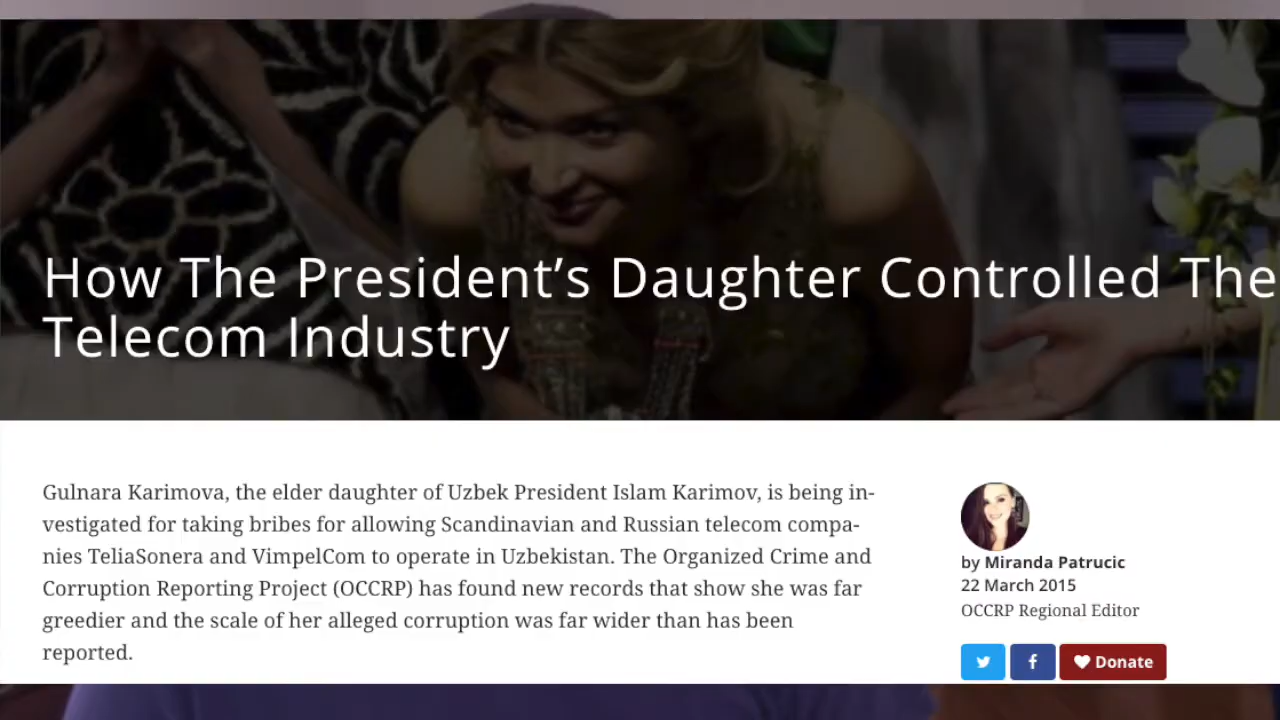 How The President’s Daughter Controlled The
Telecom Industry
Gulnara Karimova, the elder daughter of Uzbek President Islam Karimov, is being in-
vestigated for taking bribes for allowing Scandinavian and Russian telecom compa-
nies TeliaSonera and VimpelCom to operate in Uzbekistan. The Organized Crime and
Corruption Reporting Project (OCCRP) has found new records that show she was far
greedier and the scale of her alleged corruption was far wider than has been
reported.
by Miranda Patrucic
22 March 2015
OCCRP Regional Editor
Donate